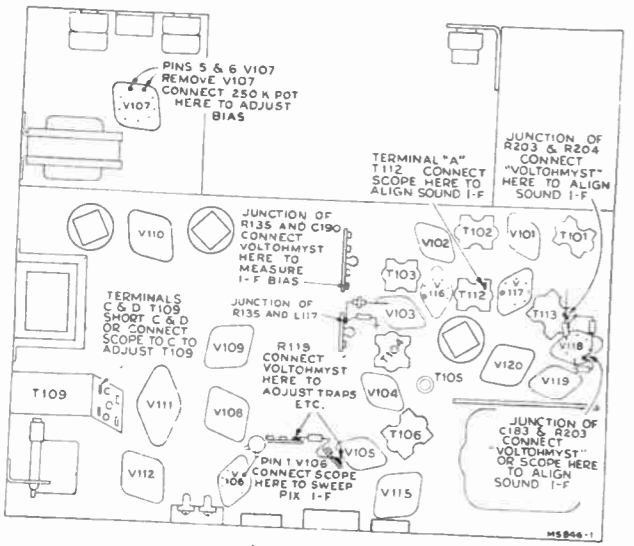 PINS 5 & 6 V107
REMOVE V107
CONNECT 250 K POT
HERE TO ADJUST
BIAS
V107
JUNCTION OF
R203 & R204
CONNECT
"VOLTOHMYST"
HERE TO ALIGN
SOUND I-F
TERMINAL "A"
T112 CONNECT
SCOPE HERE TO
ALIGN SOUND I-F
JUNCTION OF
R135 AND C190
CONNECT
VOLTOHMYST
HERE TO
MEASURE
I-F BIAS
V110
V102
T102
V101
T101
T103
V
116
T112
V
117
T113
V103
JUNCTION OF
R135 AND L117
TERMINALS
C & D T109
SHORT C & D
OR CONNECT
SCOPE TO C TO
ADJUST T109
V109
T104
V118
R119
CONNECT
VOLTOHMYST
HERE TO
ADJUST TRAPS
ETC.
V120
T105
V119
V104
T109
C
D
V111
V108
T106
JUNCTION OF
C183 & R203
CONNECT
"VOLTOHMYST"
OR SCOPE HERE
TO ALIGN
SOUND I-F
V105
V112
V
106
PIN 1 V106
CONNECT SCOPE
HERE TO SWEEP
PIX I-F
V115
MS846-1